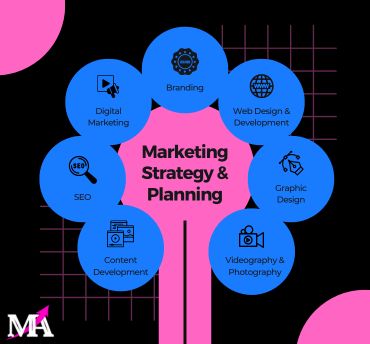 Branding
Digital
Marketing
Web Design &
Development
Marketing
Strategy &
Planning
SEO
SEO
Graphic
Design
Content
Development
Videography &
Photography
MA